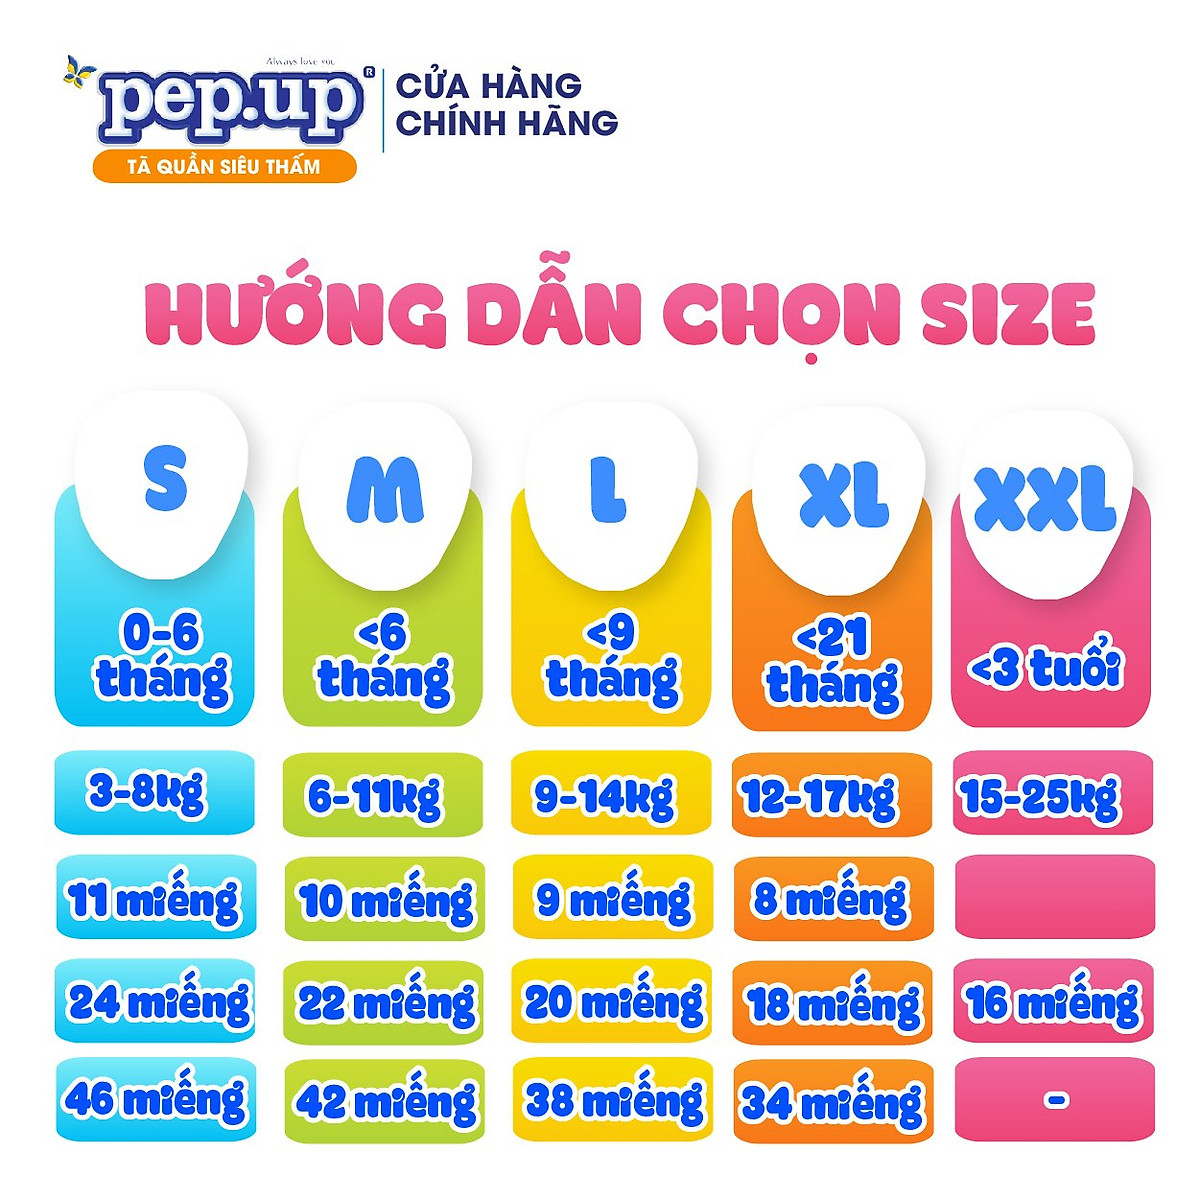 Always love you
pep.up®
TÃ QUẦN SIÊU THẤM
CỬA HÀNG
CHÍNH HÃNG
HƯỚNG DẪN CHỌN SIZE
S M L XL XXL
0-6 tháng
<6 tháng
<9 tháng
<21 tháng
<3 tuổi
3-8kg 6-11kg 9-14kg 12-17kg 15-25kg
11 miếng 10 miếng 9 miếng 8 miếng
24 miếng 22 miếng 20 miếng 18 miếng 16 miếng
46 miếng 42 miếng 38 miếng 34 miếng -